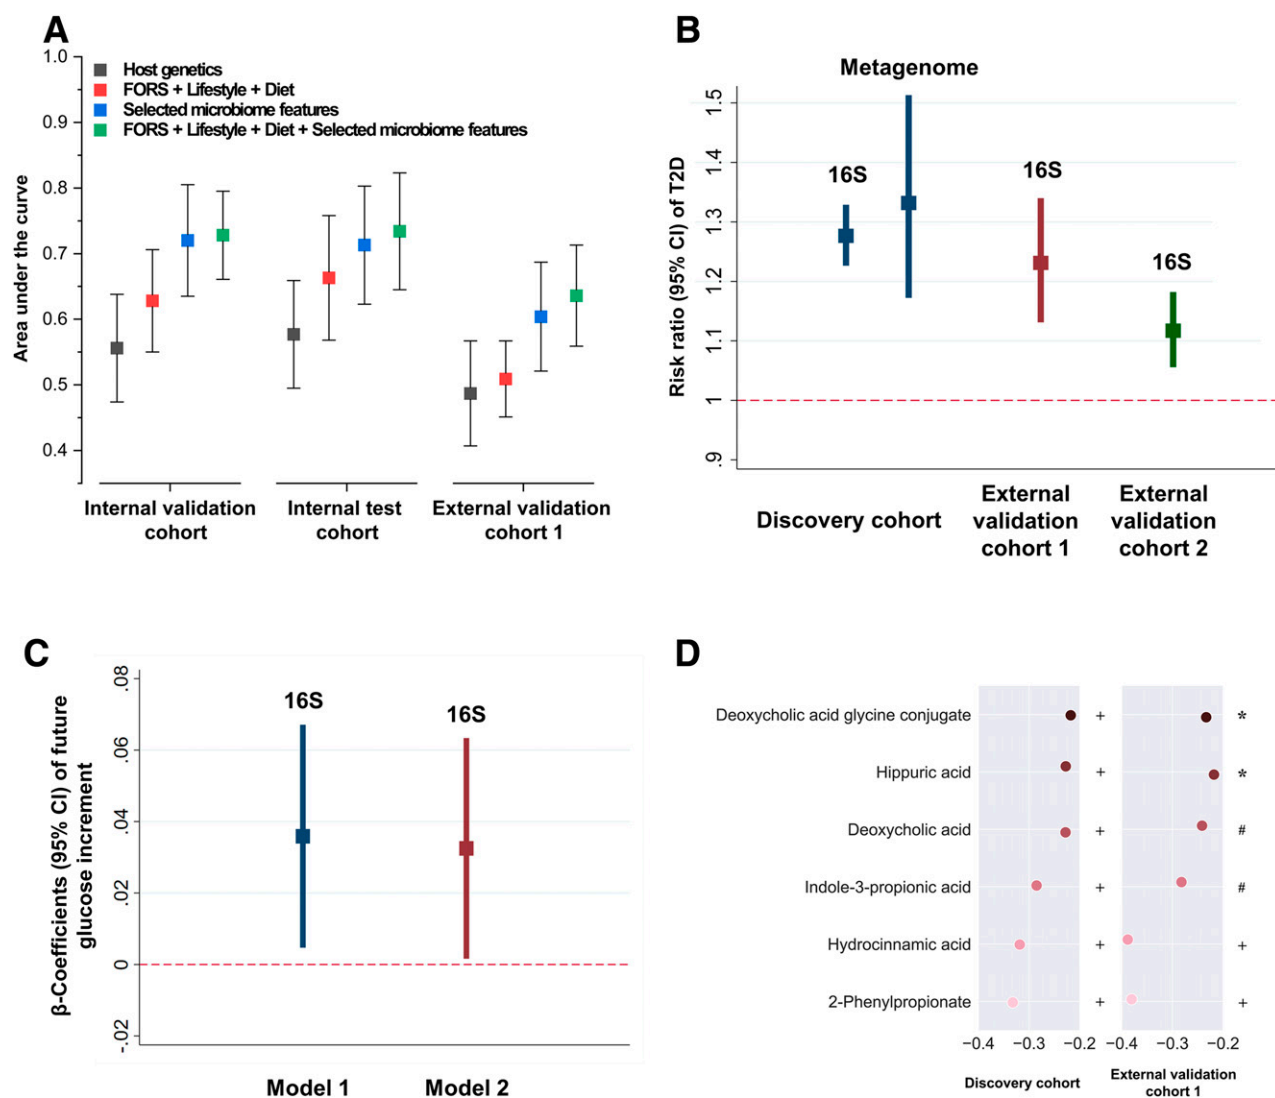 A
1.0
0.9
0.8
0.7
0.6
0.5
0.4
Area under the curve
Host genetics
FORS + Lifestyle + Diet
Selected microbiome features
FORS + Lifestyle + Diet + Selected microbiome features
Internal validation
cohort
Internal test
cohort
External validation
cohort 1
B
Metagenome
16S
16S
16S
Risk ratio (95% CI) of T2D
1.5
1.4
1.3
1.2
1.1
1
.9
Discovery cohort
External
validation
cohort 1
External
validation
cohort 2
C
β-Coefficients (95% CI) of future
glucose increment
.08
.06
.04
.02
0
-.02
16S
16S
Model 1
Model 2
D
Deoxycholic acid glycine conjugate + *
Hippuric acid + *
Deoxycholic acid + #
Indole-3-propionic acid + #
Hydrocinnamic acid + +
2-Phenylpropionate + +
−0.4 −0.3 −0.2 −0.4 −0.3 −0.2
Discovery cohort
External validation
cohort 1